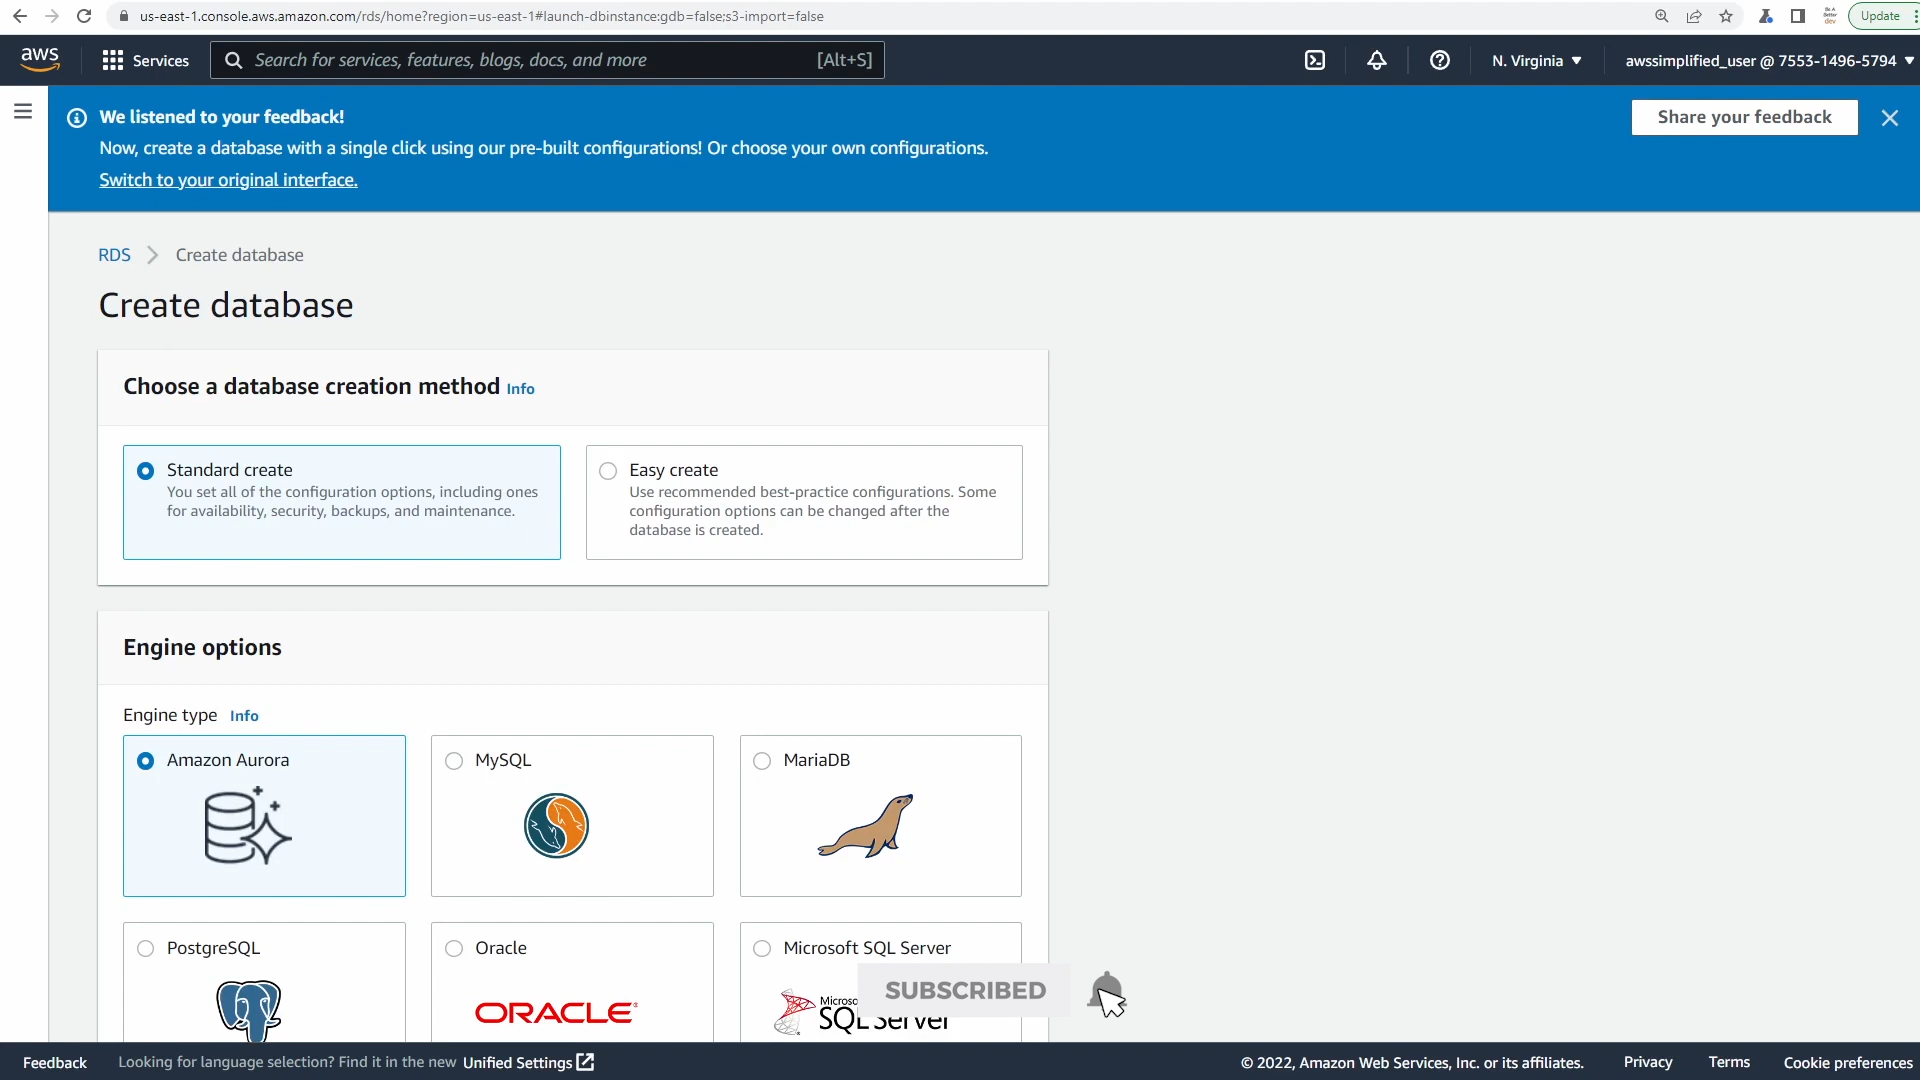 us-east-1.console.aws.amazon.com/rds/home?region=us-east-1#launch-dbinstance:gdb=false;s3-import=false
Update
aws
Services
Search for services, features, blogs, docs, and more
[Alt+S]
N. Virginia
awssimplified_user @ 7553-1496-5794
We listened to your feedback!
Now, create a database with a single click using our pre-built configurations! Or choose your own configurations.
Switch to your original interface.
Share your feedback
RDS
Create database
Create database
Choose a database creation method Info
Standard create
You set all of the configuration options, including ones
for availability, security, backups, and maintenance.
Easy create
Use recommended best-practice configurations. Some
configuration options can be changed after the
database is created.
Engine options
Engine type Info
Amazon Aurora
MySQL
MariaDB
PostgreSQL
Oracle
Microsoft SQL Server
ORACLE
SQL Server
SUBSCRIBED
Feedback
Looking for language selection? Find it in the new Unified Settings
© 2022, Amazon Web Services, Inc. or its affiliates.
Privacy
Terms
Cookie preferences